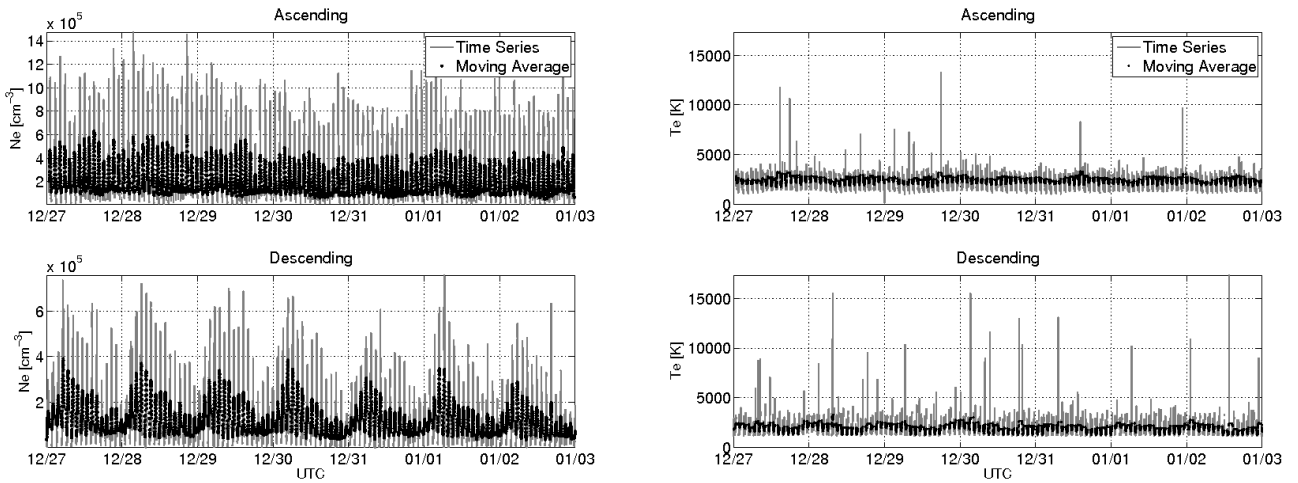 Ascending
x 10^5
Ne [cm^-3]
14
12
10
8
6
4
2
Time Series
Moving Average
12/27 12/28 12/29 12/30 12/31 01/01 01/02 01/03
Ascending
Te [K]
15000
10000
5000
0
Time Series
Moving Average
12/27 12/28 12/29 12/30 12/31 01/01 01/02 01/03
Descending
x 10^5
Ne [cm^-3]
6
4
2
12/27 12/28 12/29 12/30 12/31 01/01 01/02 01/03
UTC
Descending
Te [K]
15000
10000
5000
0
12/27 12/28 12/29 12/30 12/31 01/01 01/02 01/03
UTC